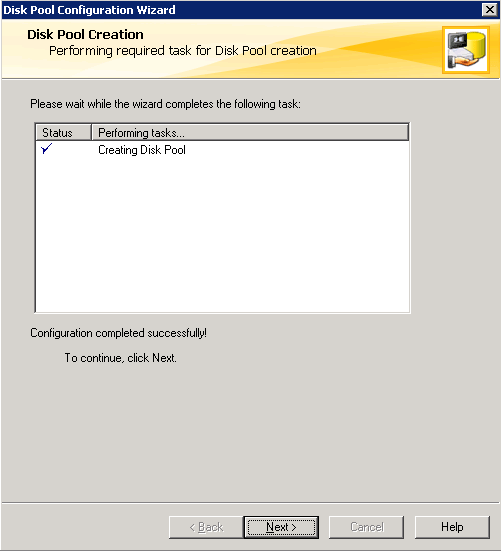 Disk Pool Configuration Wizard
Disk Pool Creation
Performing required task for Disk Pool creation
Please wait while the wizard completes the following task:
Status Performing tasks...
Creating Disk Pool
Configuration completed successfully!
To continue, click Next.
< Back Next > Cancel Help